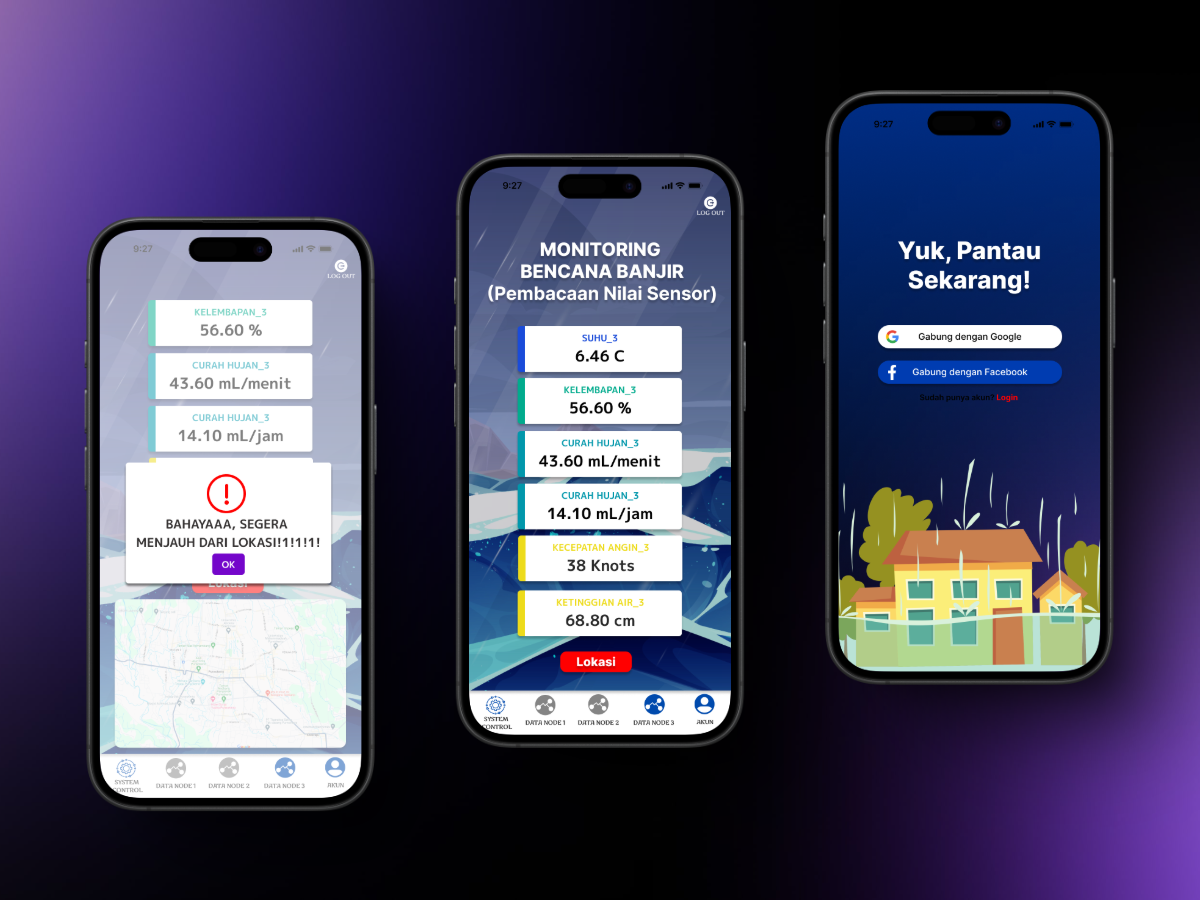 9:27
LOG OUT
KELEMBAPAN_3
56.60 %
CURAH HUJAN_3
43.60 mL/menit
CURAH HUJAN_3
14.10 mL/jam
!
BAHAYAAA, SEGERA
MENJAUH DARI LOKASI!1!1!1!
OK
Lokasi
SYSTEM
CONTROL
DATA NODE 1
DATA NODE 2
DATA NODE 3
AKUN
9:27
LOG OUT
MONITORING
BENCANA BANJIR
(Pembacaan Nilai Sensor)
SUHU_3
6.46 C
KELEMBAPAN_3
56.60 %
CURAH HUJAN_3
43.60 mL/menit
CURAH HUJAN_3
14.10 mL/jam
KECEPATAN ANGIN_3
38 Knots
KETINGGIAN AIR_3
68.80 cm
Lokasi
SYSTEM
CONTROL
DATA NODE 1
DATA NODE 2
DATA NODE 3
AKUN
9:27
Yuk, Pantau
Sekarang!
Gabung dengan Google
Gabung dengan Facebook
Sudah punya akun? Login